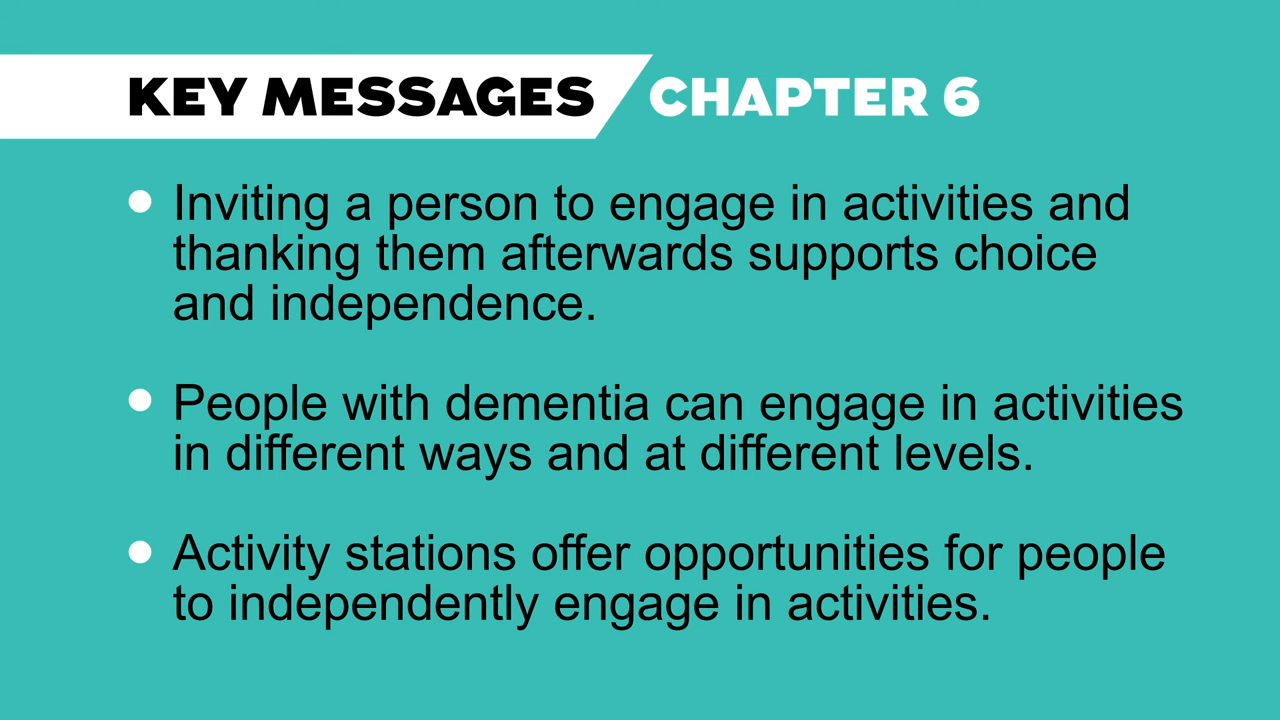 KEY MESSAGES CHAPTER 6
• Inviting a person to engage in activities and
thanking them afterwards supports choice
and independence.
• People with dementia can engage in activities
in different ways and at different levels.
• Activity stations offer opportunities for people
to independently engage in activities.